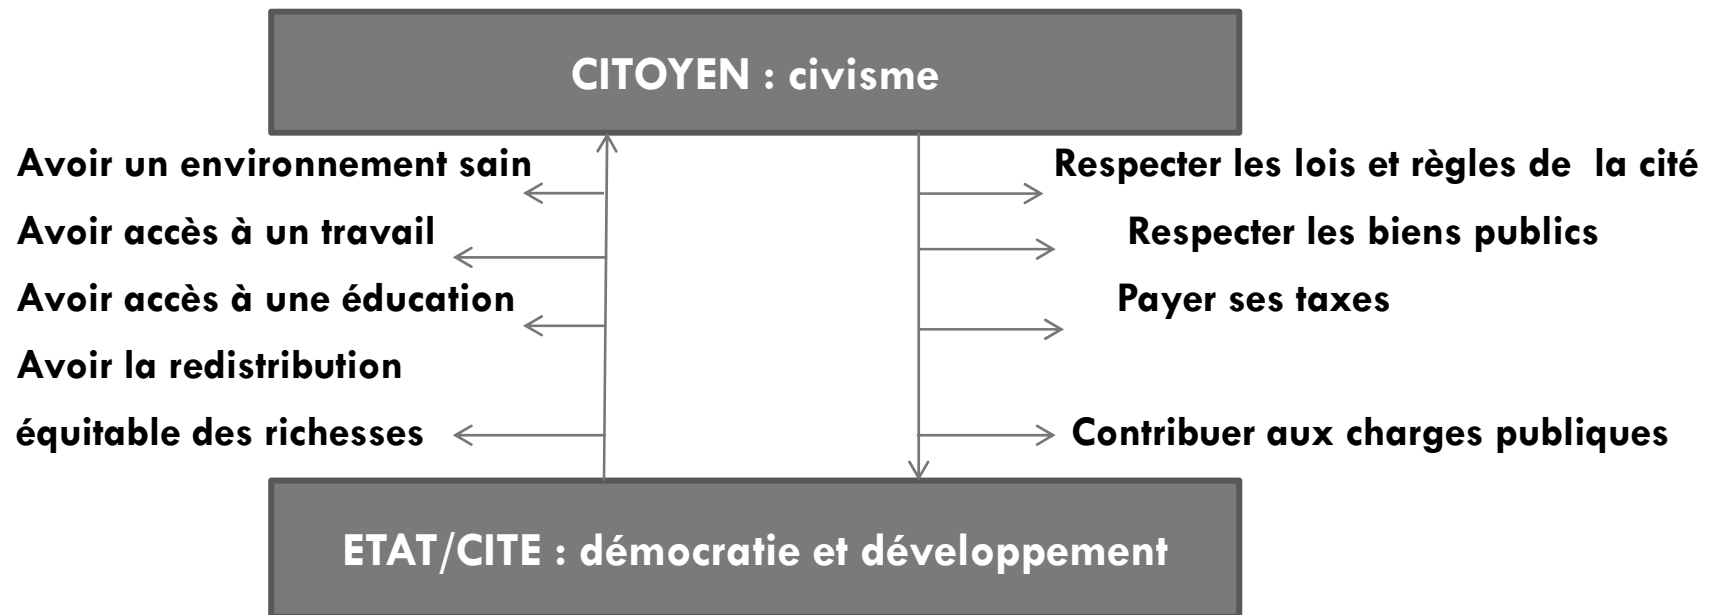 CITOYEN : civisme
Avoir un environnement sain
Respecter les lois et règles de la cité
Avoir accès à un travail
Respecter les biens publics
Avoir accès à une éducation
Payer ses taxes
Avoir la redistribution
équitable des richesses
Contribuer aux charges publiques
ETAT/CITE : démocratie et développement